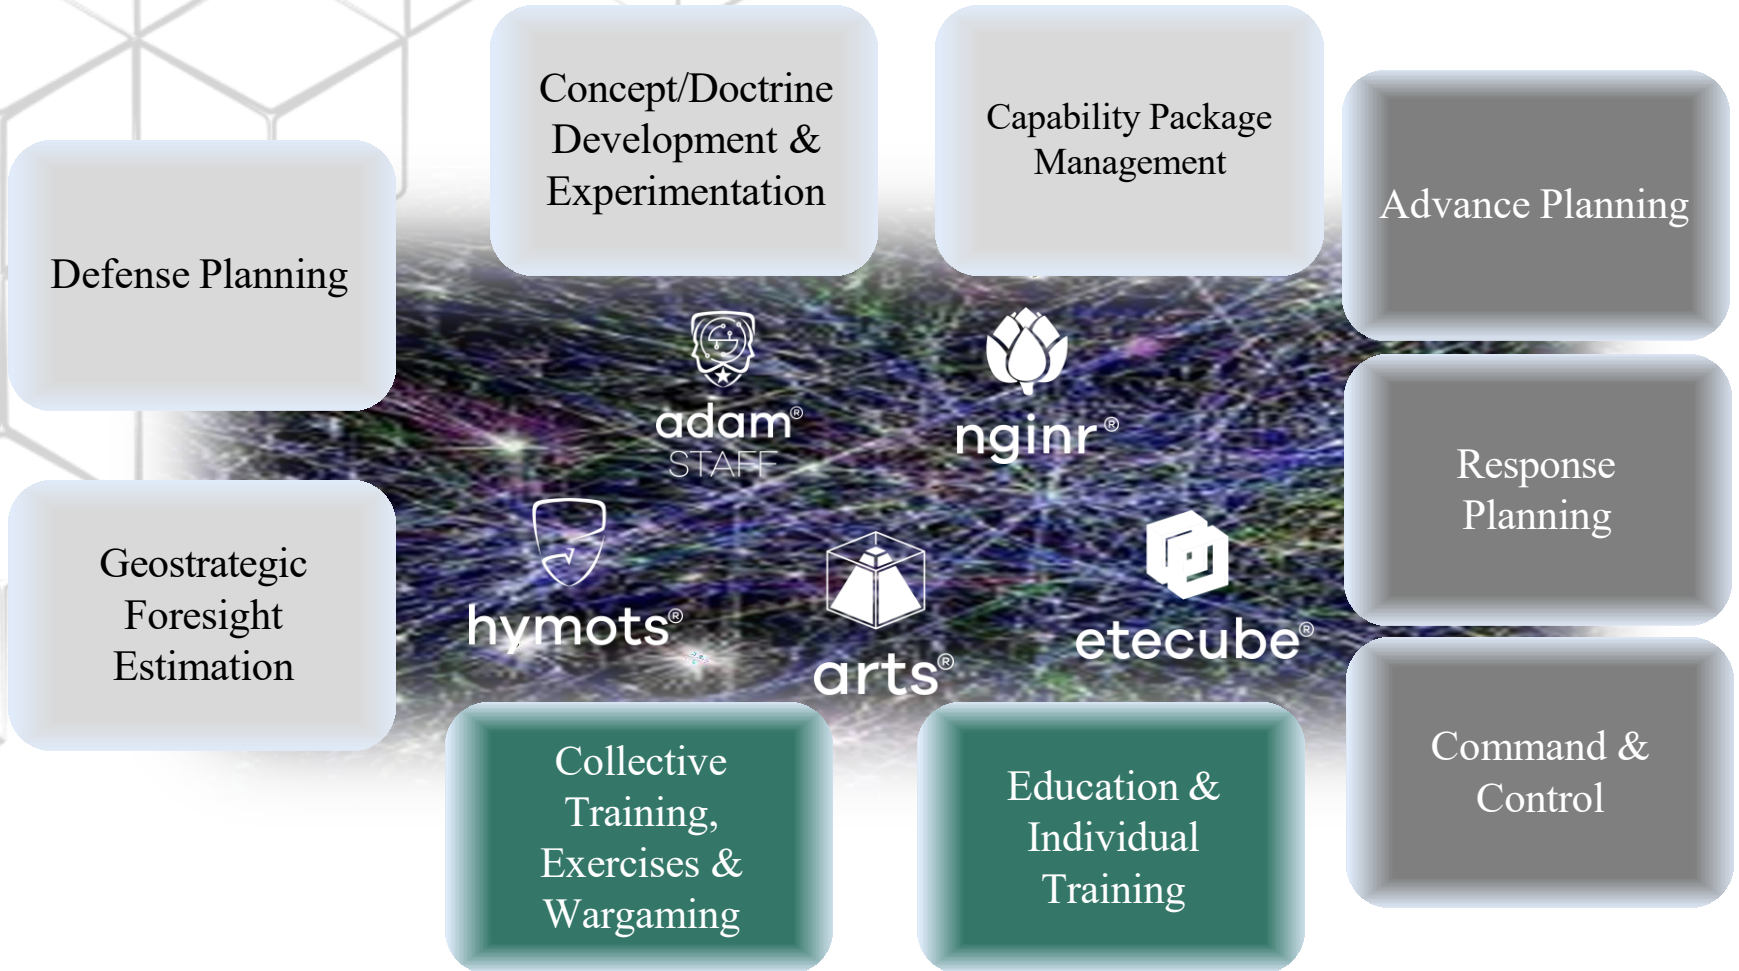 Concept/Doctrine
Development &
Experimentation
Capability Package
Management
Advance Planning
Defense Planning
adam®
STAFF
nginr®
Response
Planning
Geostrategic
Foresight
Estimation
hymots®
arts®
etecube®
Command &
Control
Collective
Training,
Exercises &
Wargaming
Education &
Individual
Training